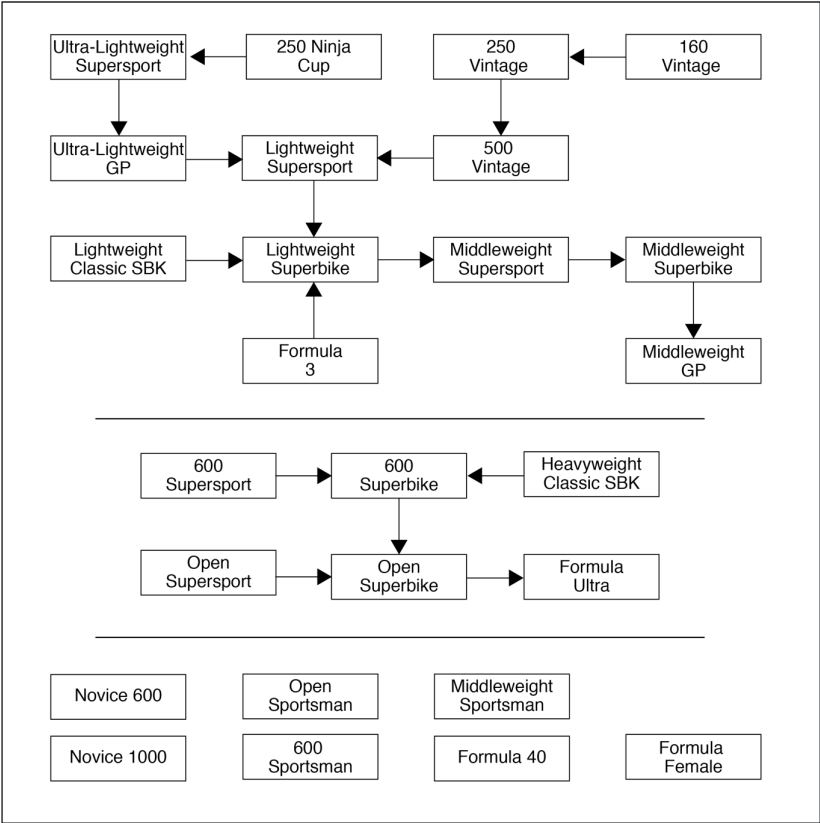 Ultra-Lightweight
Supersport
250 Ninja
Cup
250
Vintage
160
Vintage
Ultra-Lightweight
GP
Lightweight
Supersport
500
Vintage
Lightweight
Classic SBK
Lightweight
Superbike
Middleweight
Supersport
Middleweight
Superbike
Formula
3
Middleweight
GP
600
Supersport
600
Superbike
Heavyweight
Classic SBK
Open
Supersport
Open
Superbike
Formula
Ultra
Novice 600
Open
Sportsman
Middleweight
Sportsman
Novice 1000
600
Sportsman
Formula 40
Formula
Female